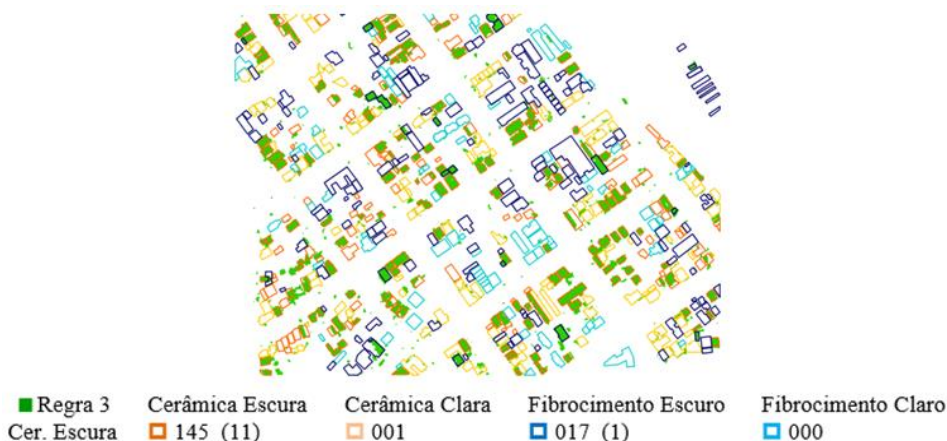 Regra 3 Cerâmica Escura Cerâmica Clara Fibrocimento Escuro Fibrocimento Claro
Cer. Escura 145 (11) 001 017 (1) 000